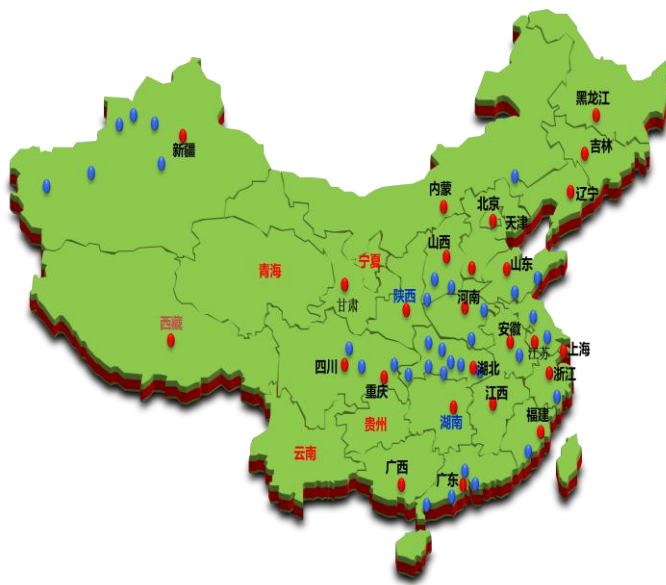 黑龙江
新疆
吉林
内蒙
辽宁
北京
天津
山西
宁夏
山东
青海
陕西
河南
甘肃
西藏
安徽
江苏
上海
四川
湖北
浙江
重庆
江西
贵州
湖南
福建
云南
广西
广东